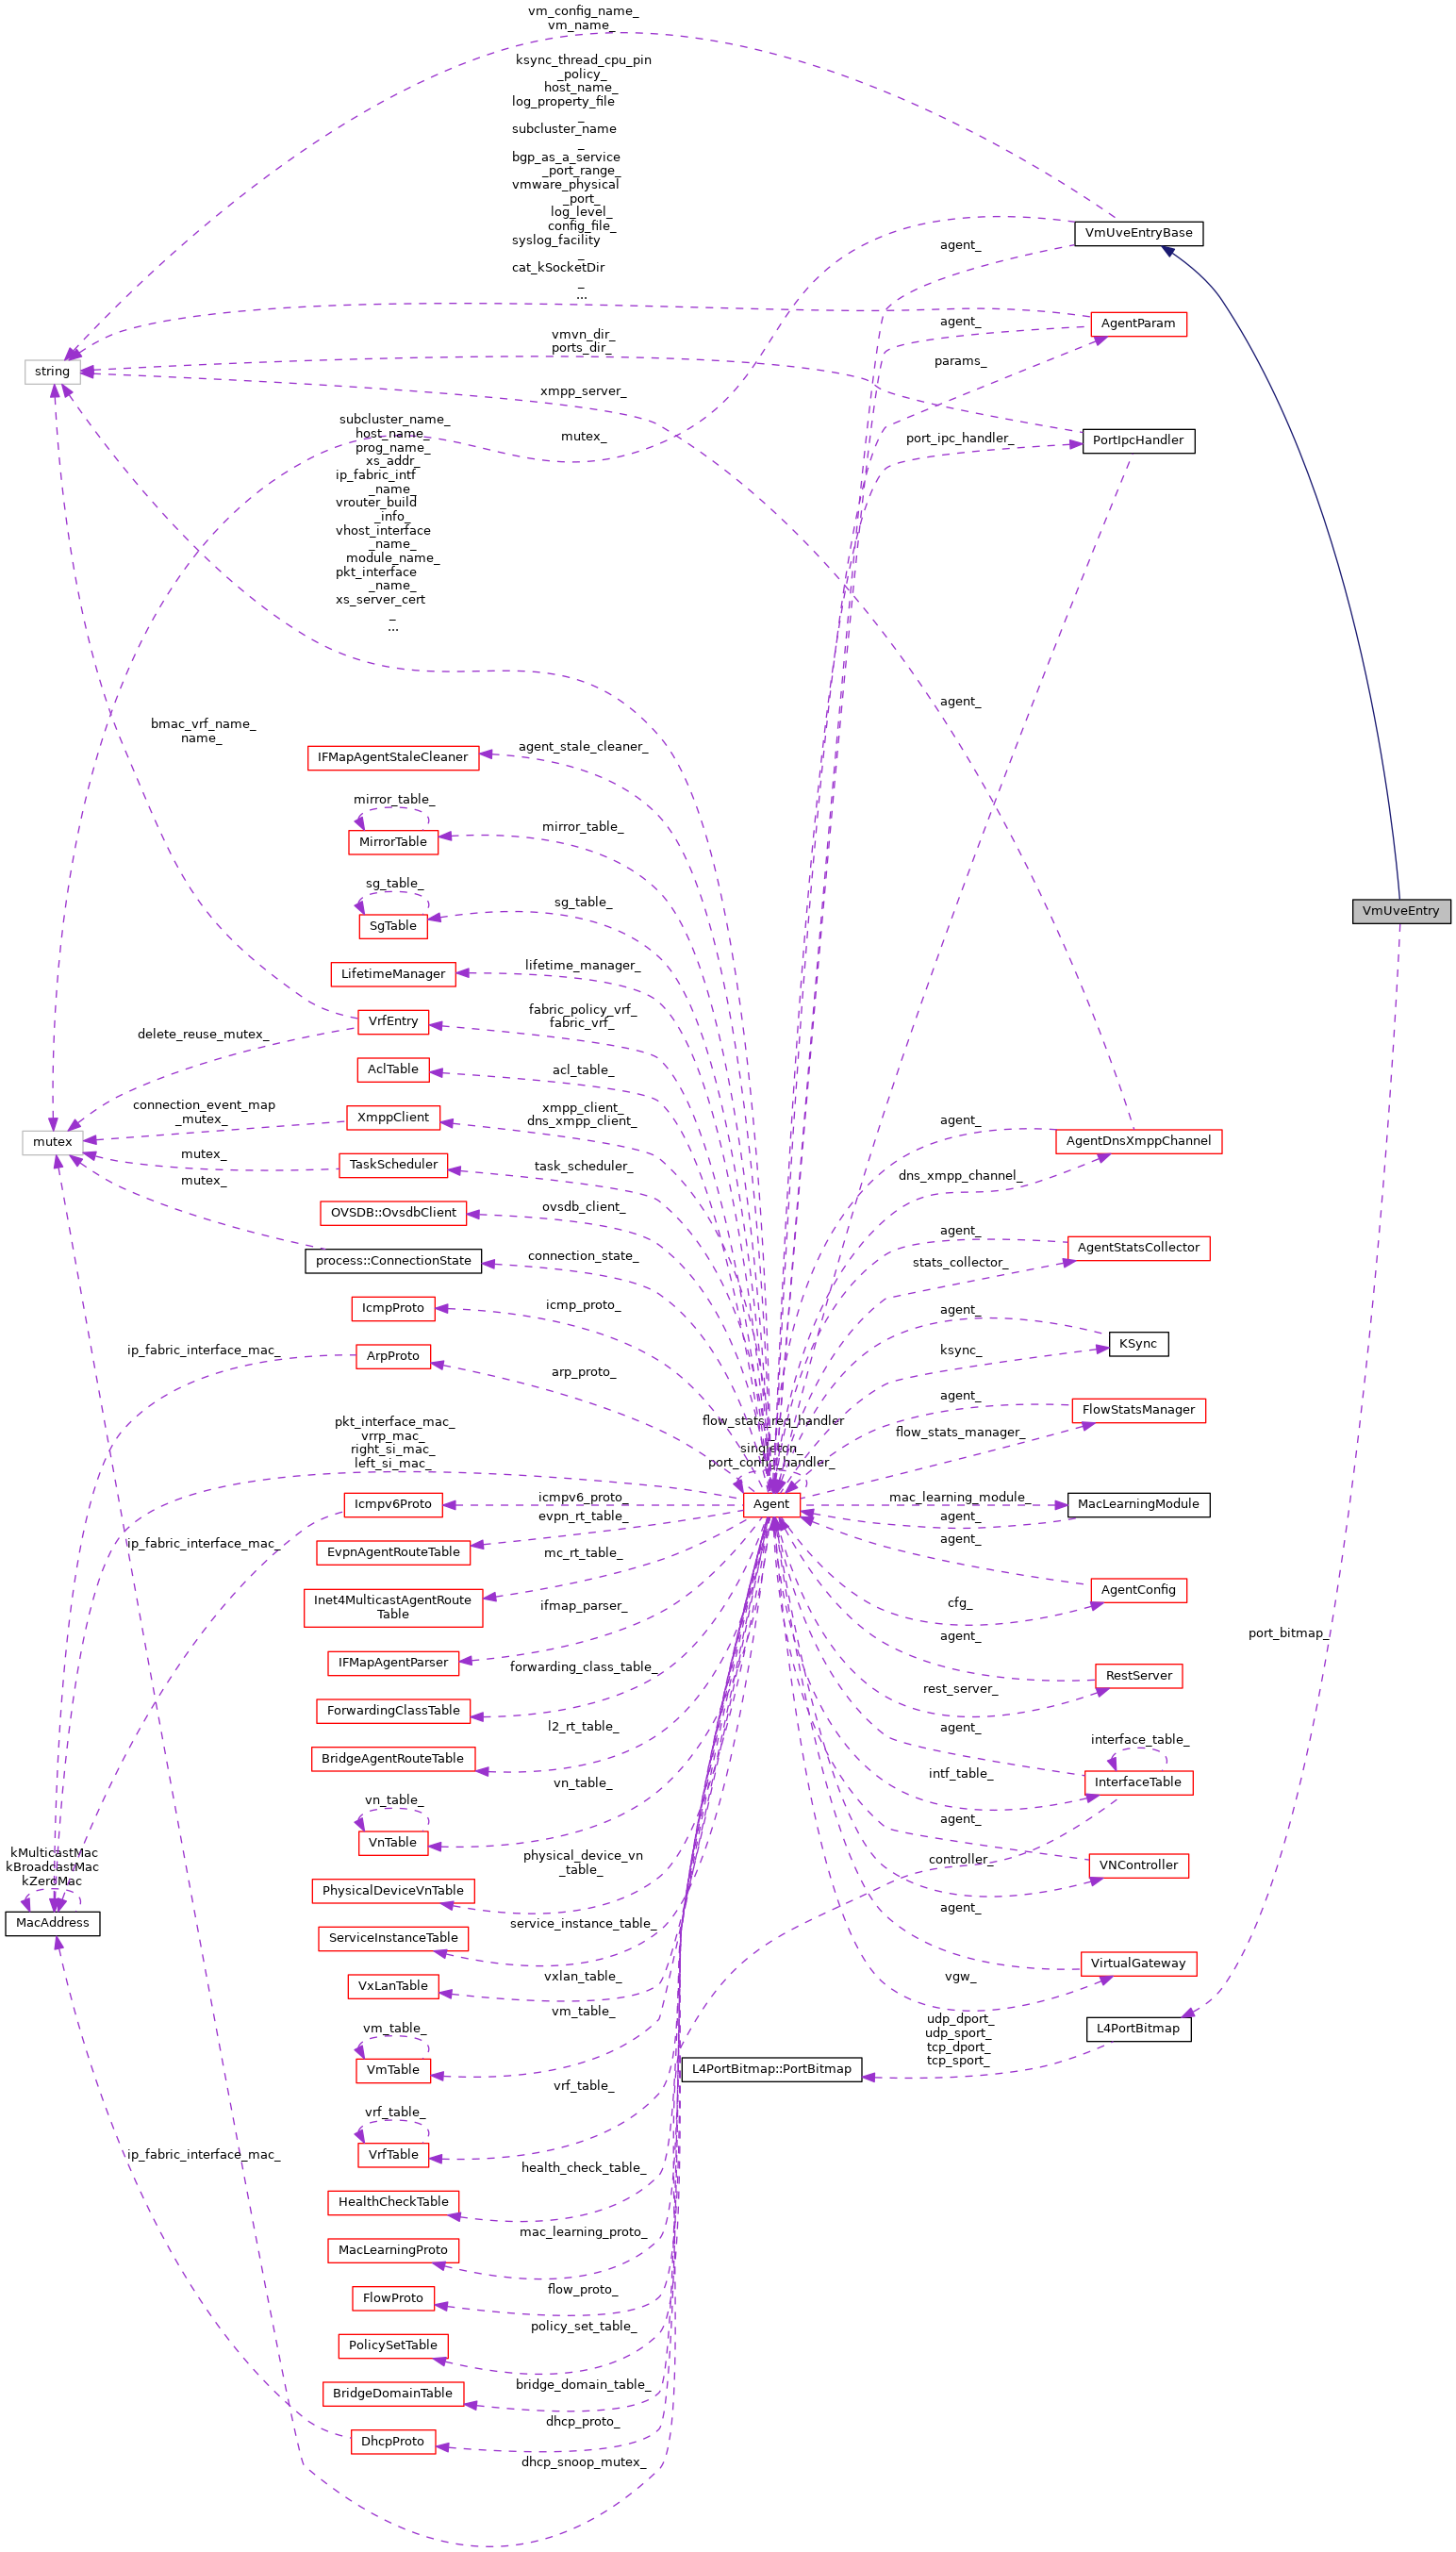 vm_config_name_
vm_name_
ksync_thread_cpu_pin
_policy_
host_name_
log_property_file
_
subcluster_name
_
bgp_as_a_service
_port_range_
vmware_physical
_port_
log_level_
config_file_
syslog_facility
_
cat_kSocketDir
_
...
VmUveEntryBase
agent_
AgentParam
agent_
params_
vmvn_dir_
ports_dir_
string
xmpp_server_
PortIpcHandler
port_ipc_handler_
mutex_
subcluster_name_
host_name_
prog_name_
xs_addr_
ip_fabric_intf
_name_
vrouter_build
_info_
vhost_interface
_name_
module_name_
pkt_interface
_name_
xs_server_cert
_
...
agent_
bmac_vrf_name_
name_
agent_stale_cleaner_
IFMapAgentStaleCleaner
mirror_table_
MirrorTable
mirror_table_
sg_table_
SgTable
sg_table_
VmUveEntry
lifetime_manager_
LifetimeManager
fabric_policy_vrf_
fabric_vrf_
VrfEntry
delete_reuse_mutex_
AclTable
acl_table_
connection_event_map
_mutex_
XmppClient
xmpp_client_
dns_xmpp_client_
mutex
mutex_
TaskScheduler
task_scheduler_
mutex_
agent_
AgentDnsXmppChannel
dns_xmpp_channel_
OVSDB::OvsdbClient
ovsdb_client_
process::ConnectionState
connection_state_
agent_
AgentStatsCollector
stats_collector_
IcmpProto
icmp_proto_
agent_
KSync
ksync_
ip_fabric_interface_mac_
ArpProto
arp_proto_
agent_
FlowStatsManager
flow_stats_manager_
pkt_interface_mac_
vrrp_mac_
right_si_mac_
left_si_mac_
flow_stats_req_handler
_
singleton_
port_config_handler_
Agent
Icmpv6Proto
icmpv6_proto_
mac_learning_module_
MacLearningModule
agent_
evpn_rt_table_
EvpnAgentRouteTable
ip_fabric_interface_mac_
mc_rt_table_
agent_
AgentConfig
cfg_
Inet4MulticastAgentRoute
Table
ifmap_parser_
IFMapAgentParser
agent_
RestServer
rest_server_
port_bitmap_
forwarding_class_table_
ForwardingClassTable
l2_rt_table_
BridgeAgentRouteTable
agent_
interface_table_
InterfaceTable
intf_table_
vn_table_
vn_table_
VnTable
agent_
VNController
controller_
kMulticastMac
kBroadcastMac
kZeroMac
MacAddress
physical_device_vn
_table_
PhysicalDeviceVnTable
service_instance_table_
ServiceInstanceTable
agent_
VirtualGateway
vgw_
vxlan_table_
VxLanTable
vm_table_
vm_table_
VmTable
udp_dport_
udp_sport_
tcp_dport_
tcp_sport_
L4PortBitmap
L4PortBitmap::PortBitmap
vrf_table_
vrf_table_
VrfTable
ip_fabric_interface_mac_
health_check_table_
HealthCheckTable
mac_learning_proto_
MacLearningProto
flow_proto_
FlowProto
policy_set_table_
PolicySetTable
bridge_domain_table_
BridgeDomainTable
dhcp_proto_
DhcpProto
dhcp_snoop_mutex_